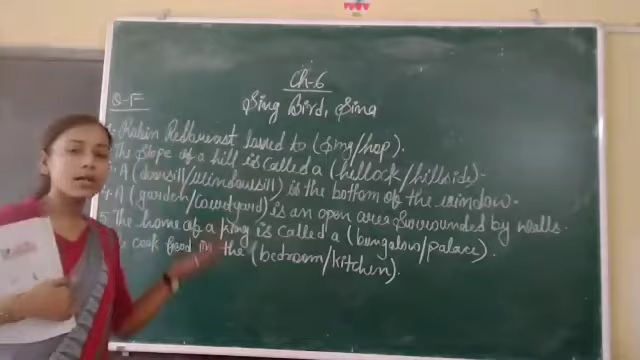 Ch-6
Sing Bird, Sing
Q-F
Robin Redbreast loved to (sing/hop).
The slope of a hill is called a (hillock/hillside).
A (doorsill/windowsill) is the bottom of the window.
4. A (garden/courtyard) is an open area surrounded by walls.
5. The home of a king is called a (bungalow/palace).
cook food in the (bedroom/kitchen).